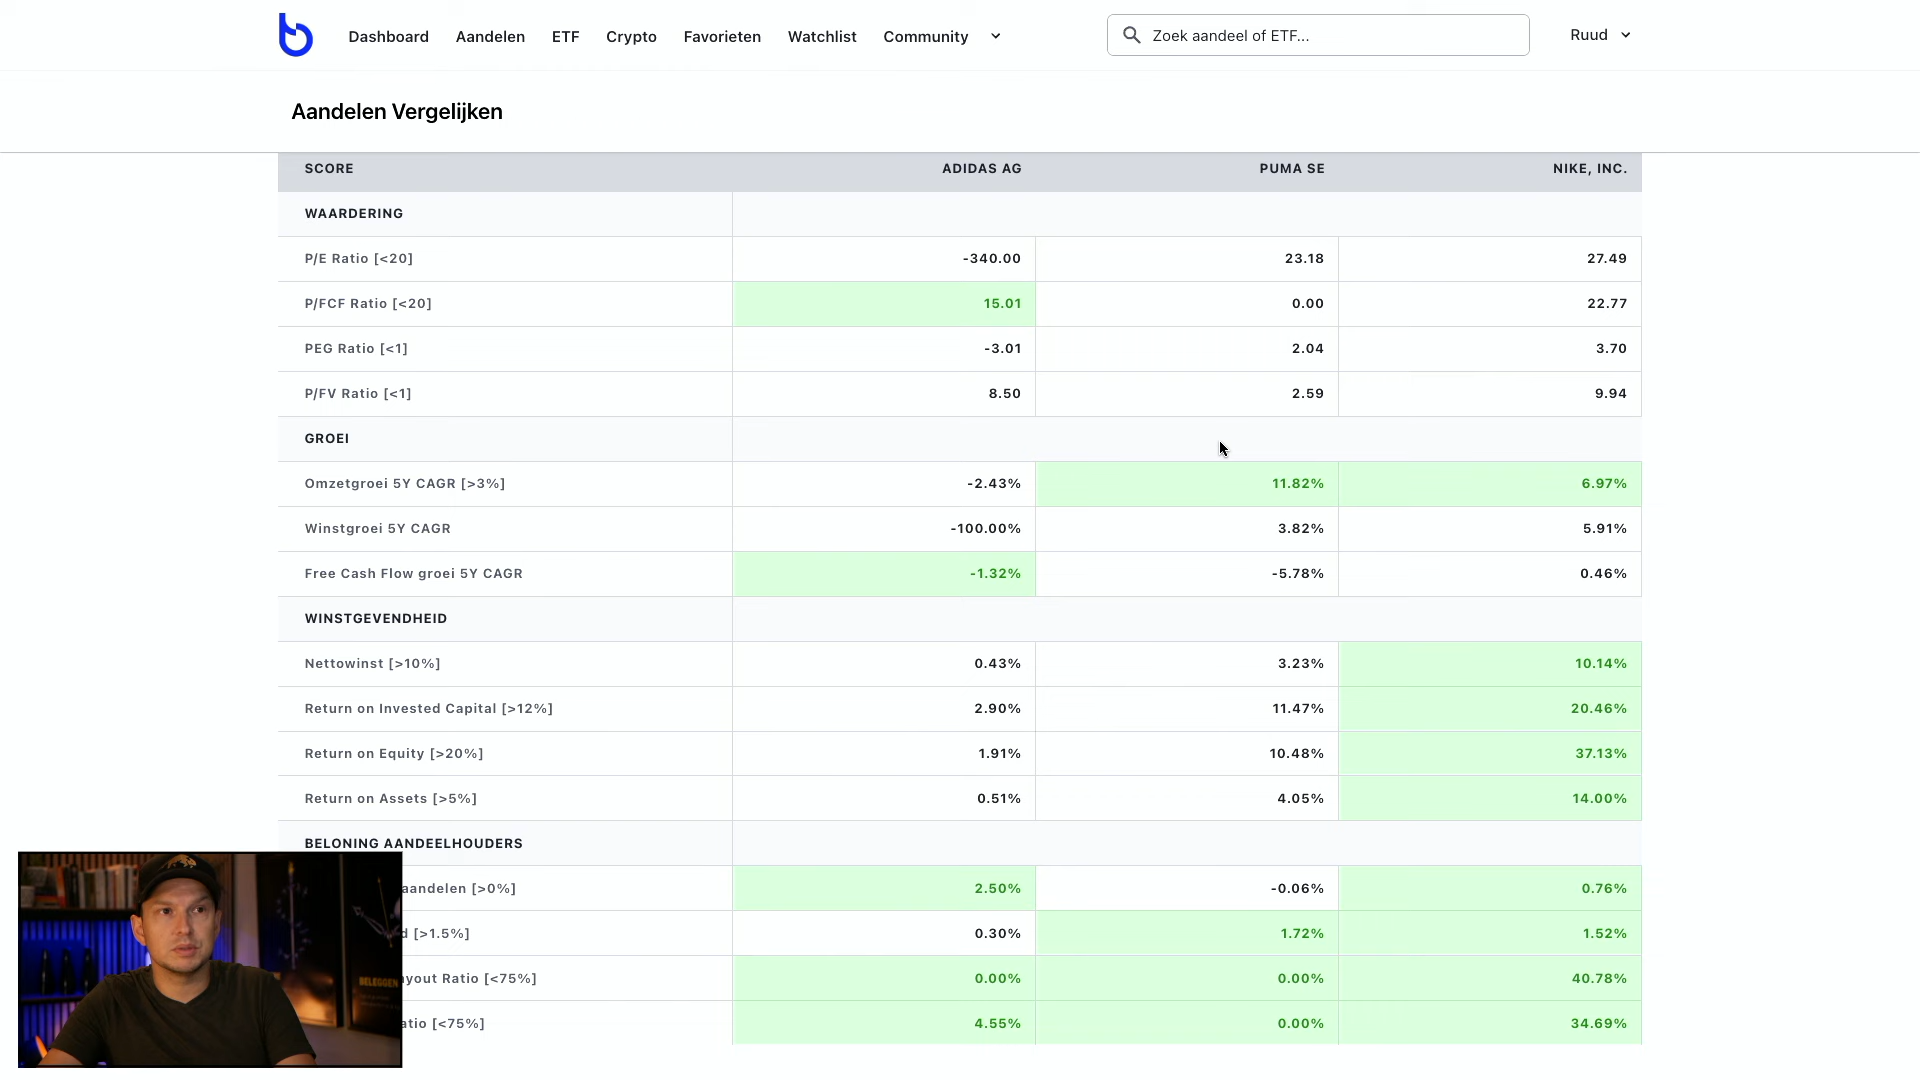 Dashboard Aandelen ETF Crypto Favorieten Watchlist Community Zoek aandeel of ETF... Ruud
Aandelen Vergelijken
SCORE ADIDAS AG PUMA SE NIKE, INC.
WAARDERING
P/E Ratio [<20] -340.00 23.18 27.49
P/FCF Ratio [<20] 15.01 0.00 22.77
PEG Ratio [<1] -3.01 2.04 3.70
P/FV Ratio [<1] 8.50 2.59 9.94
GROEI
Omzetgroei 5Y CAGR [>3%] -2.43% 11.82% 6.97%
Winstgroei 5Y CAGR -100.00% 3.82% 5.91%
Free Cash Flow groei 5Y CAGR -1.32% -5.78% 0.46%
WINSTGEVENDHEID
Nettowinst [>10%] 0.43% 3.23% 10.14%
Return on Invested Capital [>12%] 2.90% 11.47% 20.46%
Return on Equity [>20%] 1.91% 10.48% 37.13%
Return on Assets [>5%] 0.51% 4.05% 14.00%
BELONING AANDEELHOUDERS
aandelen [>0%] 2.50% -0.06% 0.76%
d [>1.5%] 0.30% 1.72% 1.52%
yout Ratio [<75%] 0.00% 0.00% 40.78%
atio [<75%] 4.55% 0.00% 34.69%
BELEGGEN